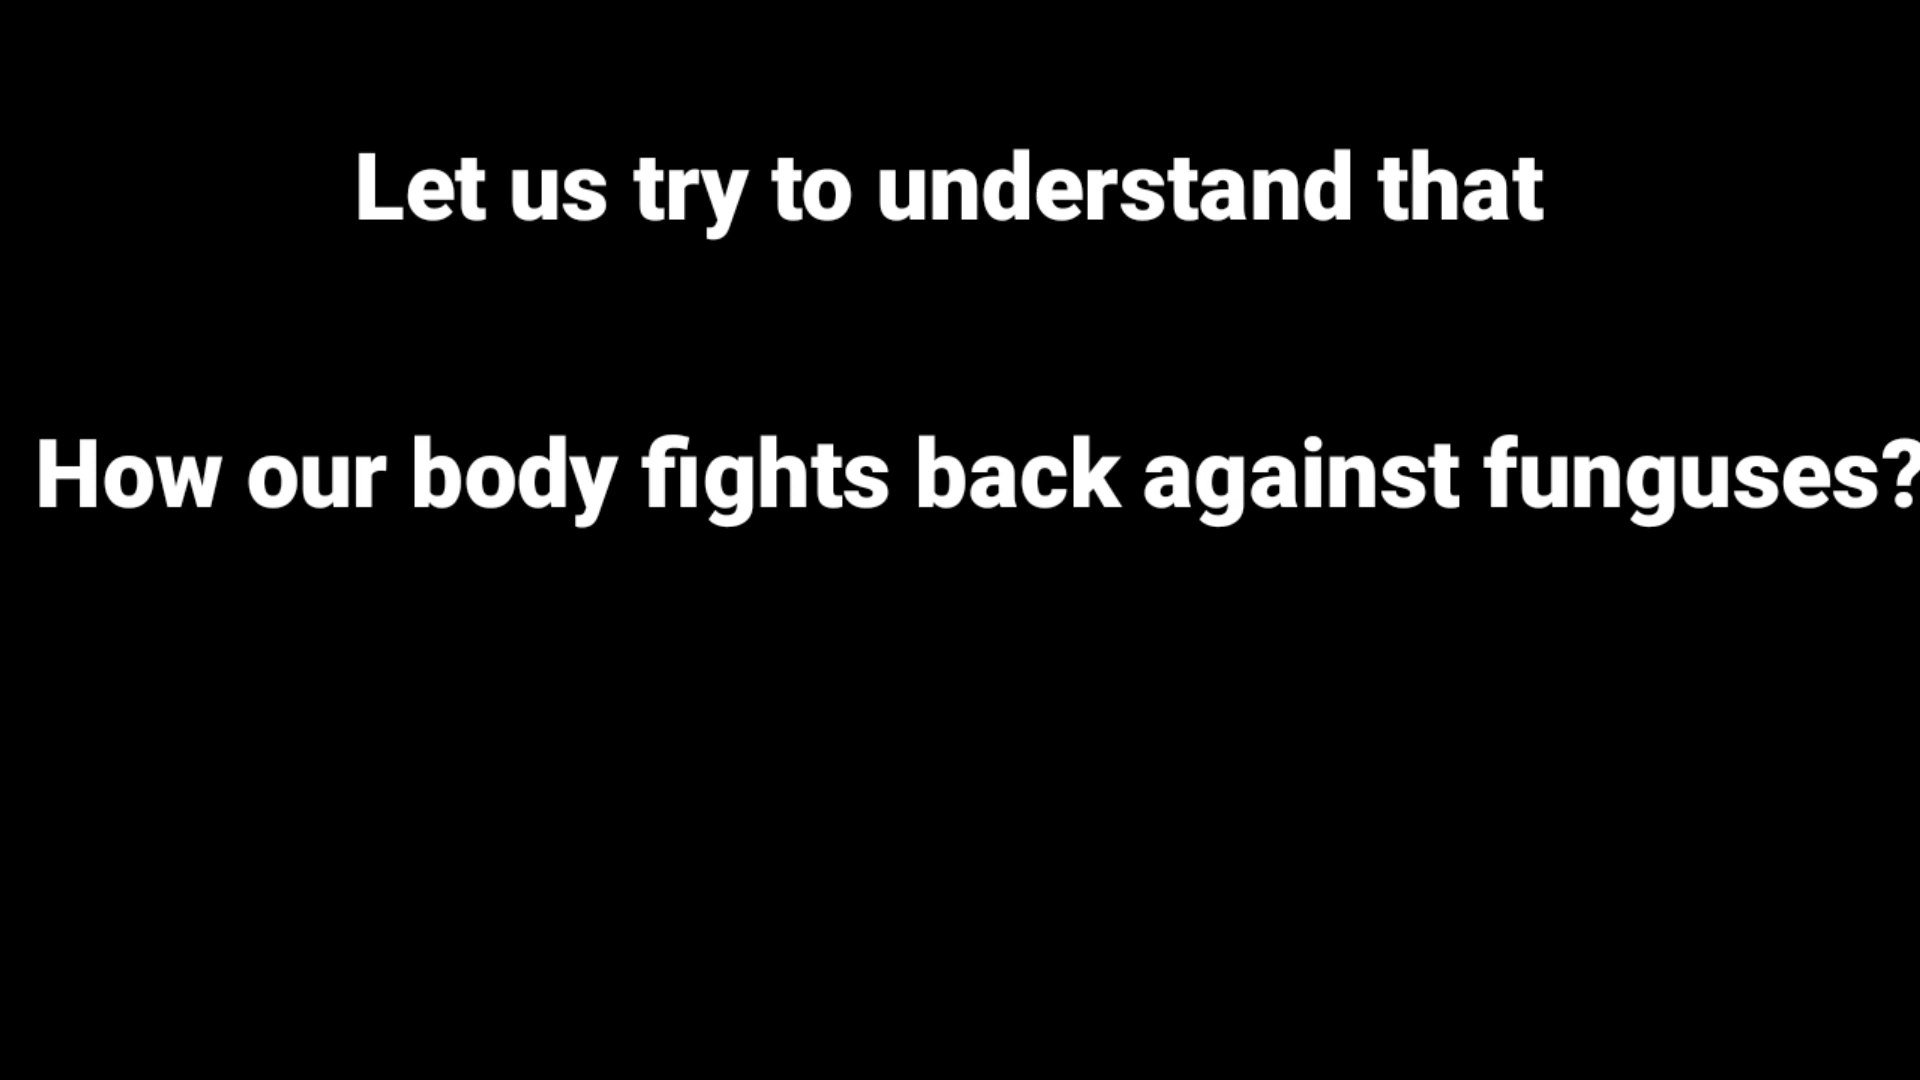 Let us try to understand that
How our body fights back against funguses?